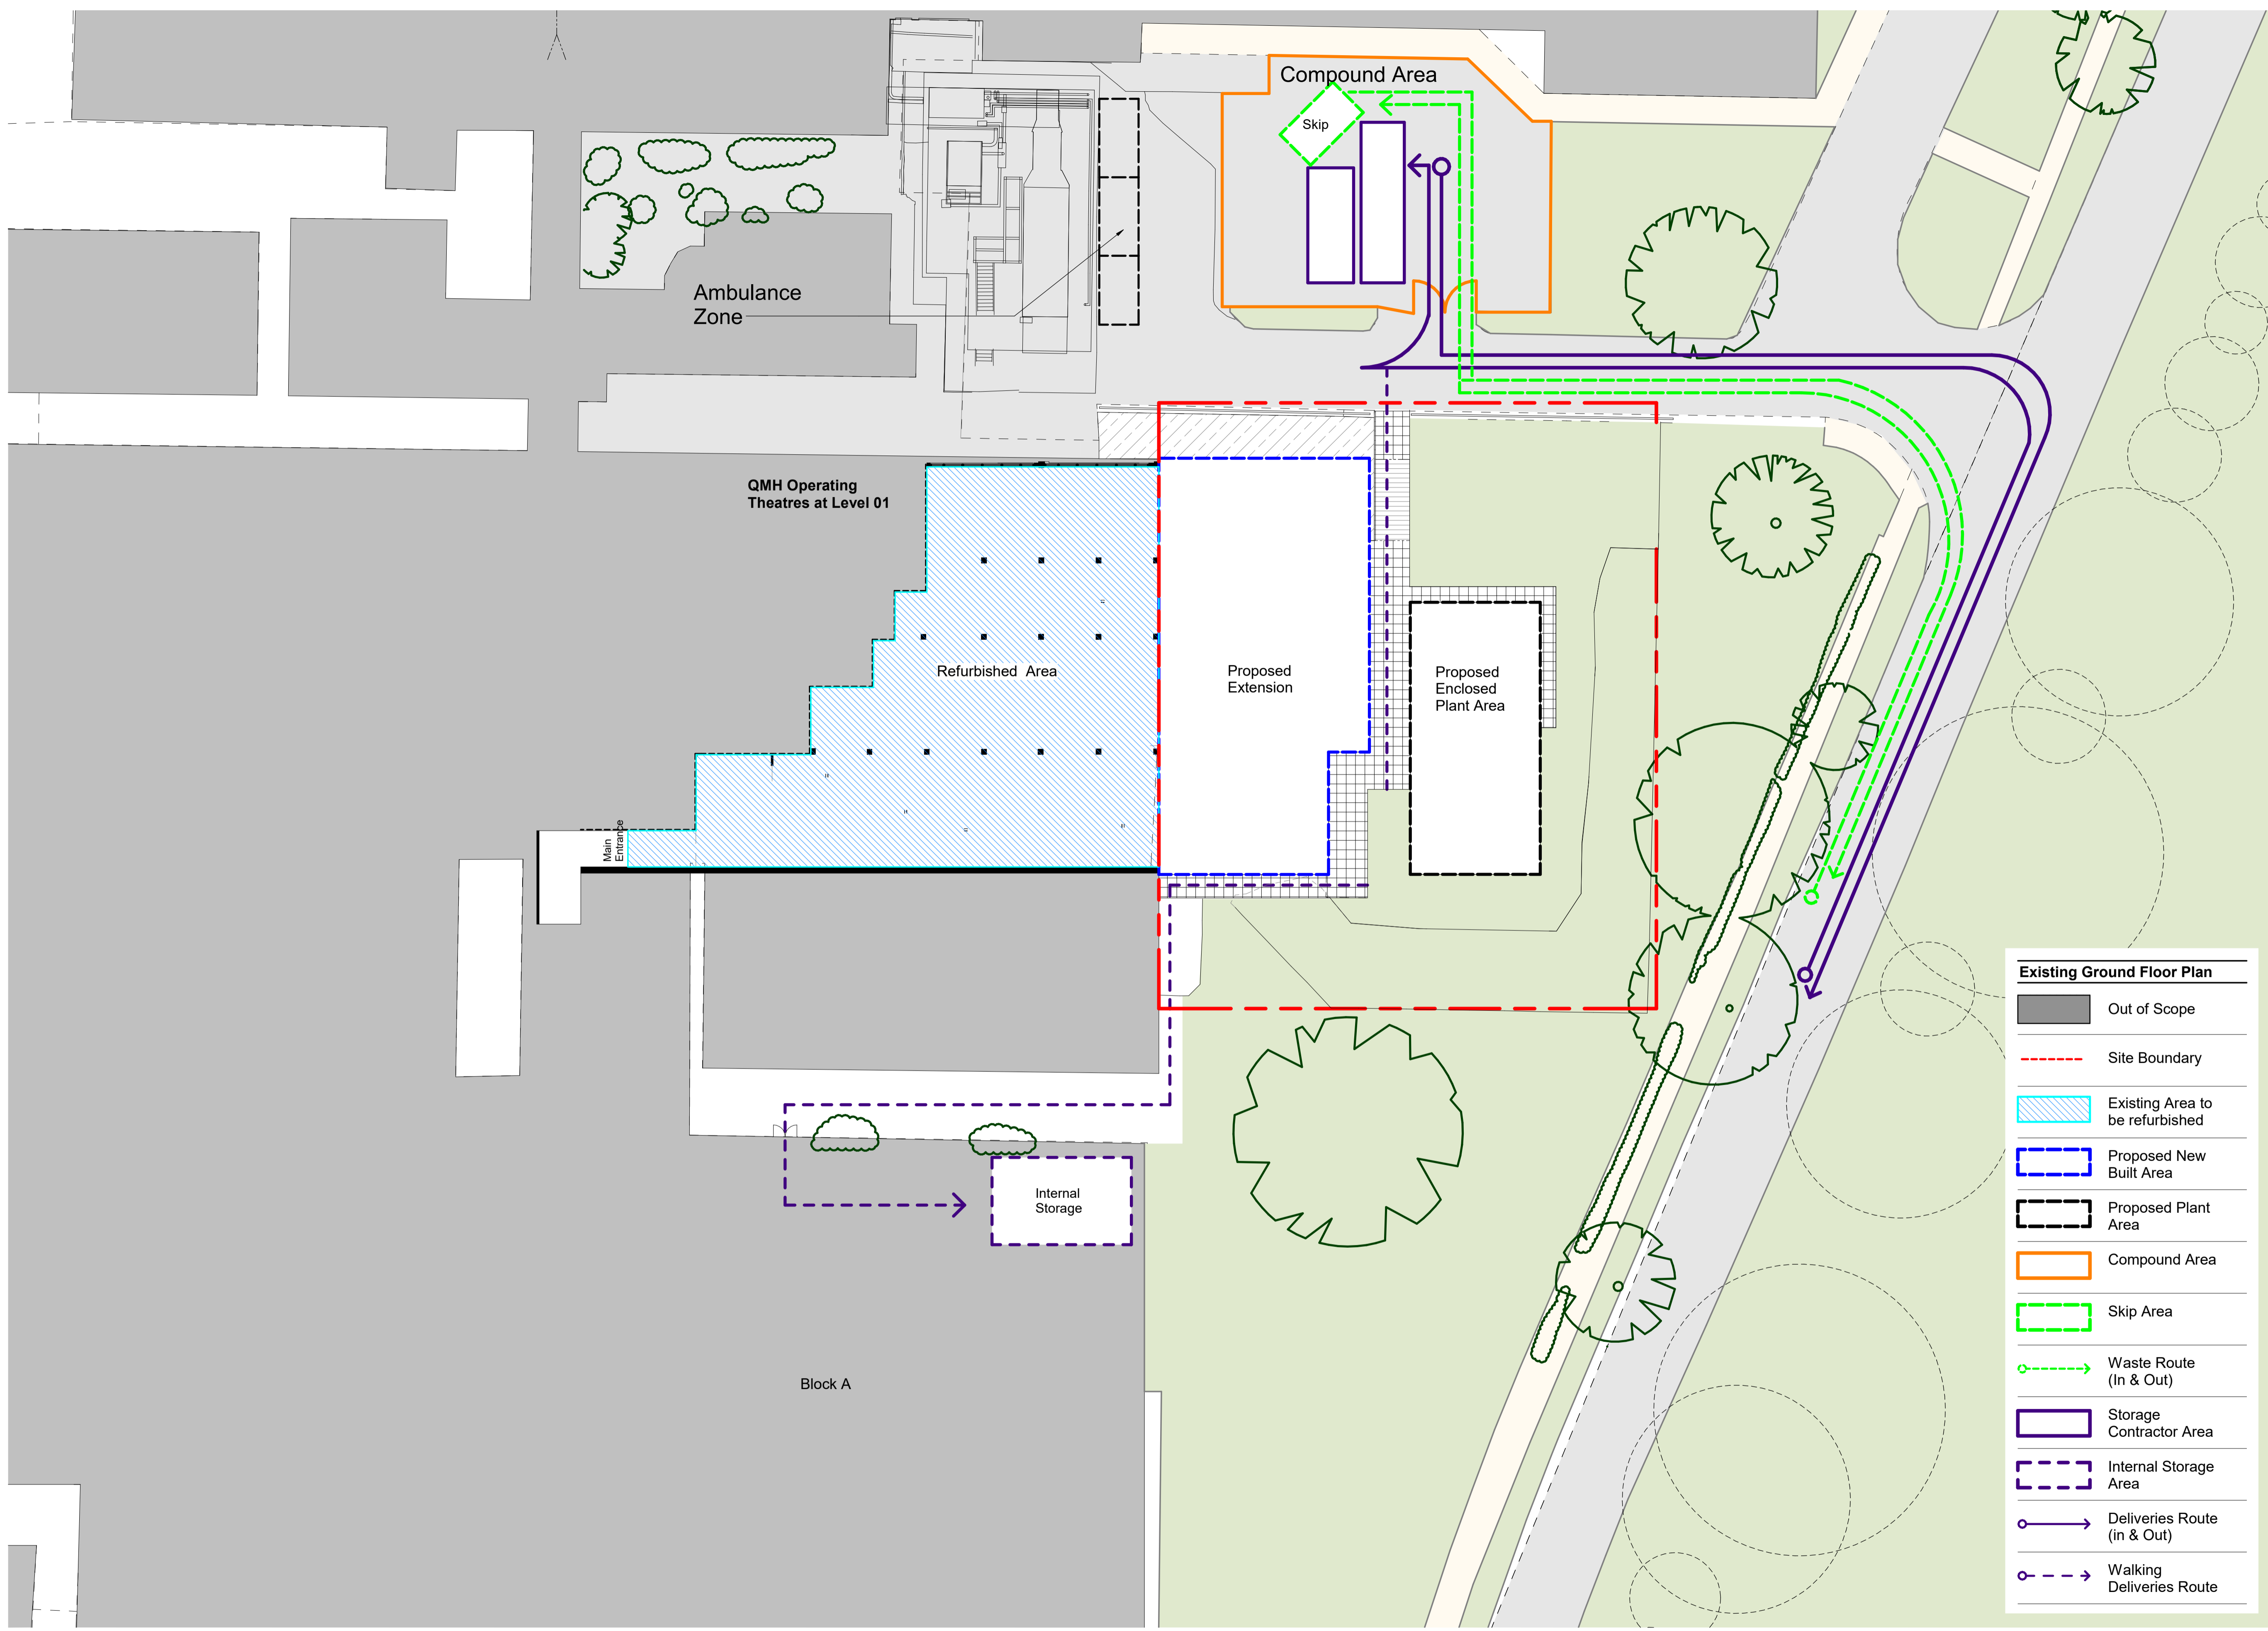 Compound Area
Skip
Ambulance
Zone
QMH Operating
Theatres at Level 01
Refurbished Area
Proposed
Extension
Proposed
Enclosed
Plant Area
Main
Entrance
Internal
Storage
Block A
Existing Ground Floor Plan
Out of Scope
Site Boundary
Existing Area to
be refurbished
Proposed New
Built Area
Proposed Plant
Area
Compound Area
Skip Area
Waste Route
(In & Out)
Storage
Contractor Area
Internal Storage
Area
Deliveries Route
(in & Out)
Walking
Deliveries Route